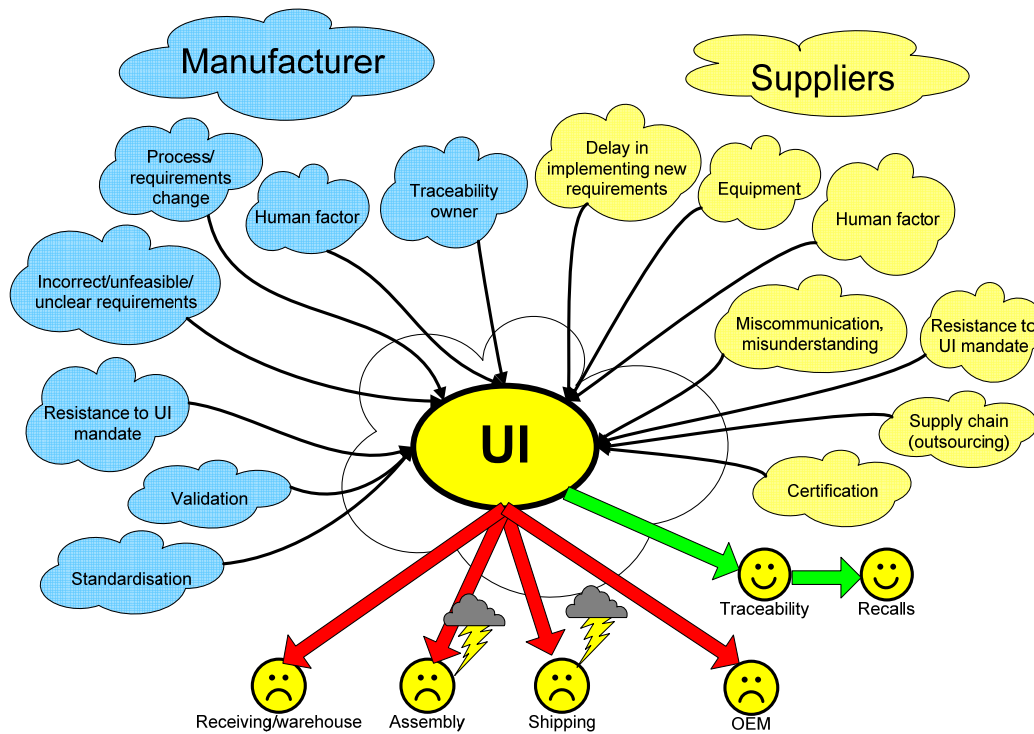 Manufacturer
Suppliers
Process/
requirements
change
Human factor
Traceability
owner
Delay in
implementing new
requirements
Equipment
Human factor
Incorrect/unfeasible/
unclear requirements
Miscommunication,
misunderstanding
Resistance to
UI mandate
Resistance to UI
mandate
UI
Supply chain
(outsourcing)
Validation
Certification
Standardisation
Traceability
Recalls
Receiving/warehouse
Assembly
Shipping
OEM